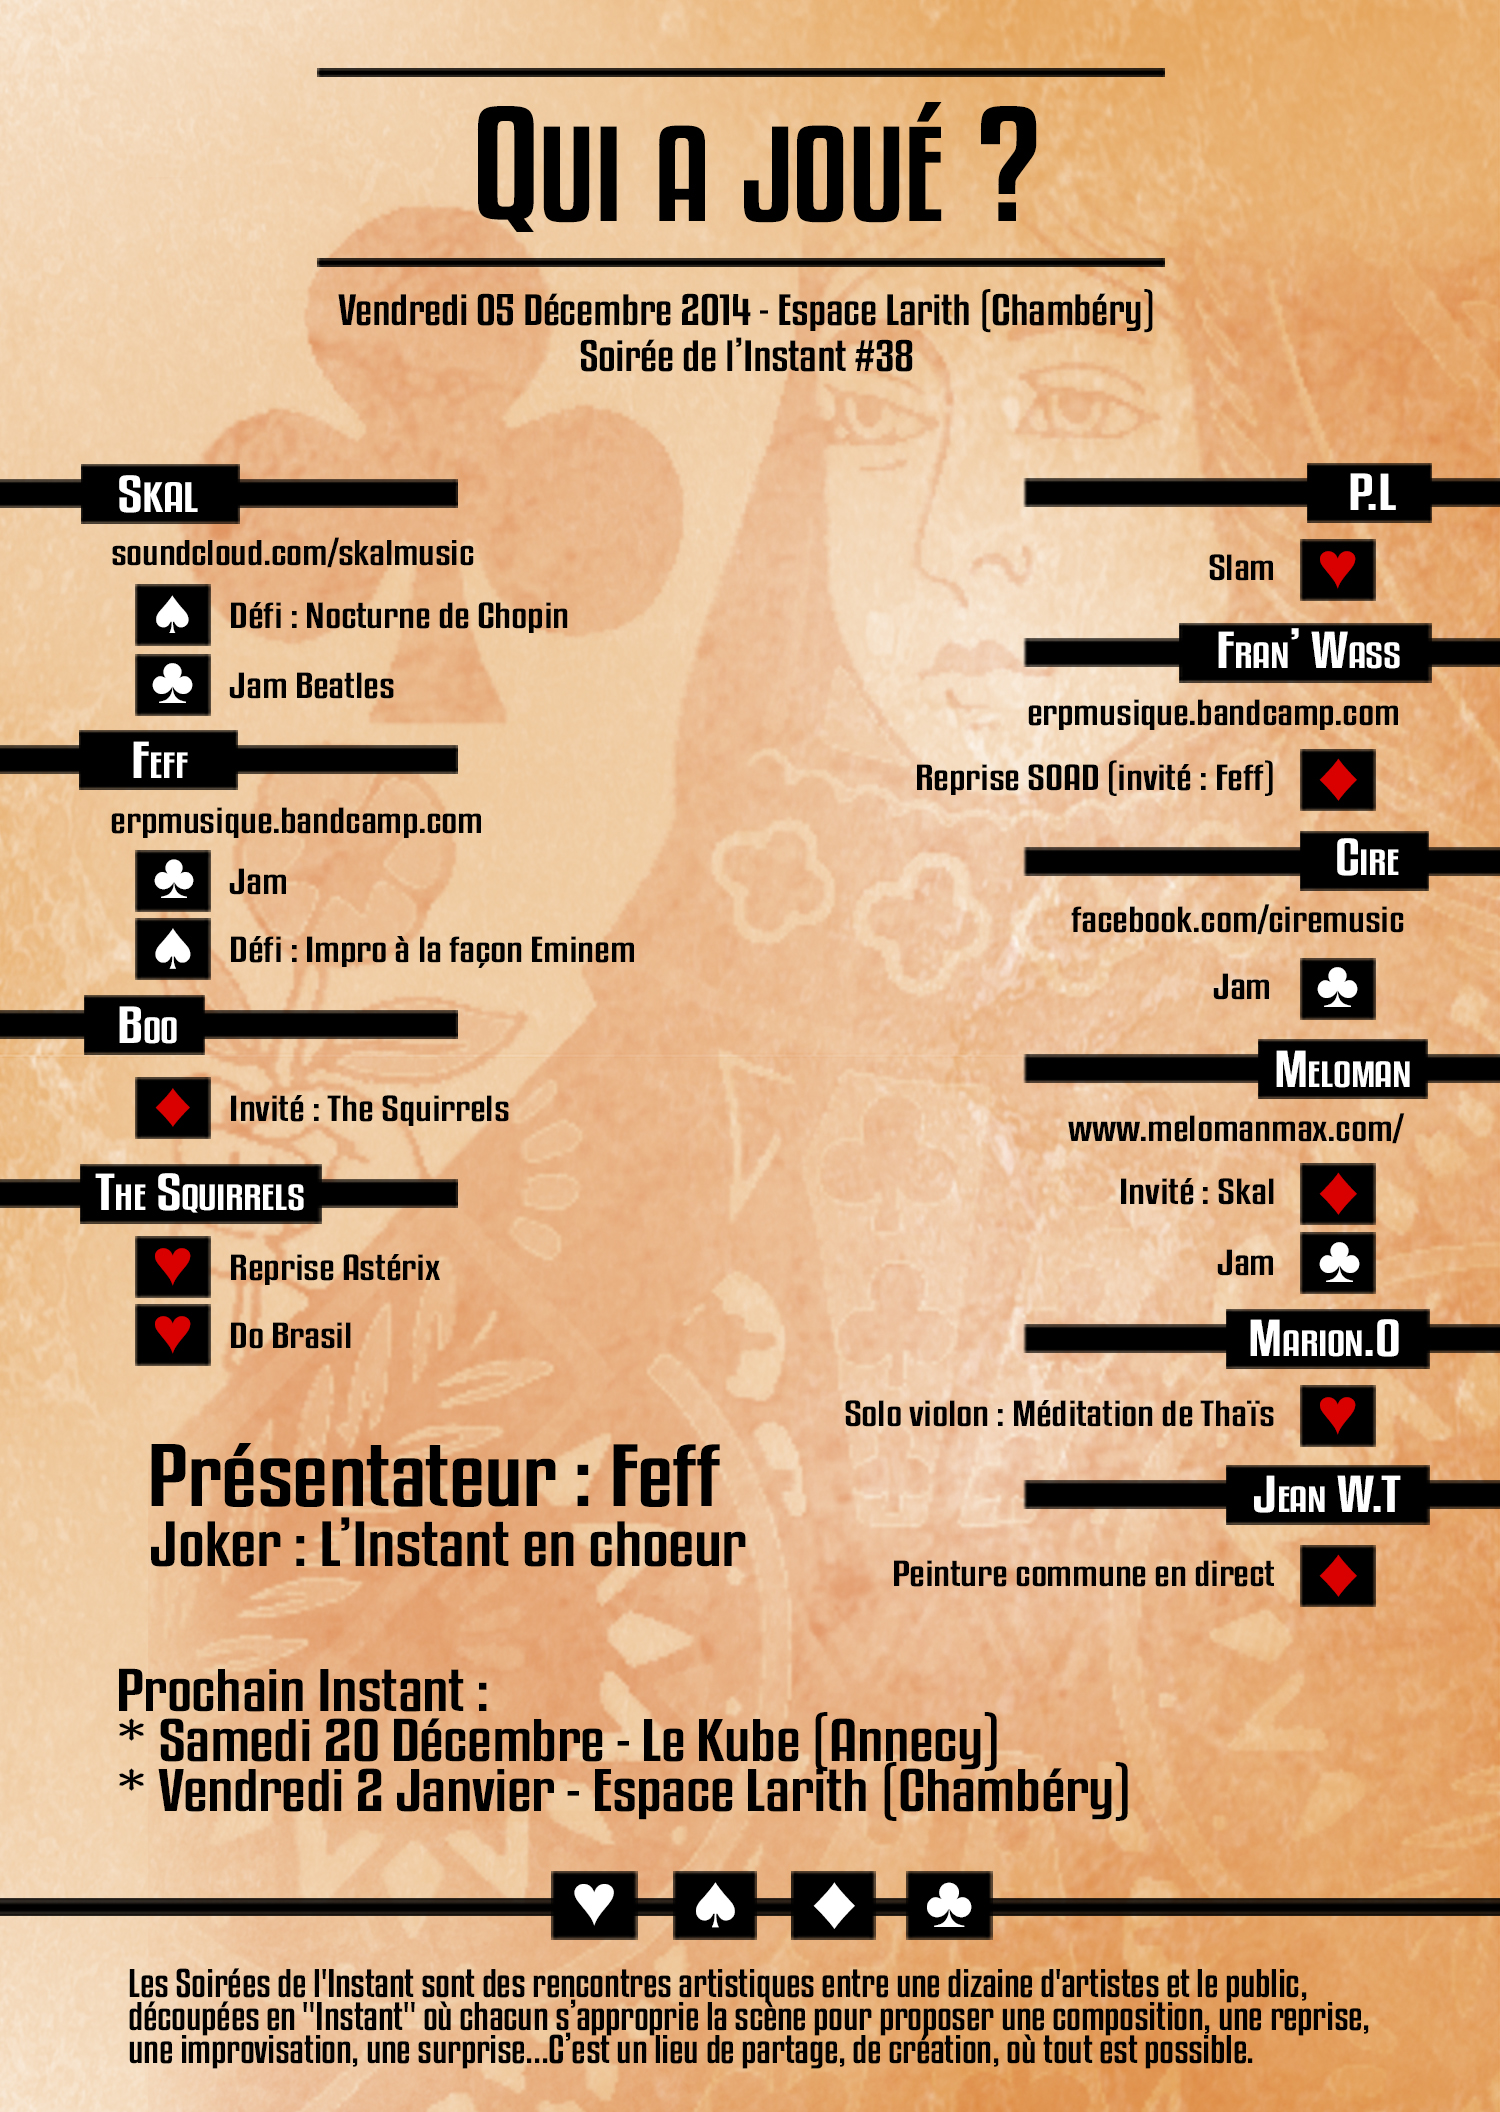 Qui a joué ?
Vendredi 05 Décembre 2014 - Espace Larith (Chambéry)
Soirée de l'Instant #38
Skal
soundcloud.com/skalmusic
Défi : Nocturne de Chopin
Jam Beatles
Feff
erpmusique.bandcamp.com
Jam
Défi : Impro à la façon Eminem
Boo
Invité : The Squirrels
The Squirrels
Reprise Astérix
Do Brasil
P.L
Slam
Fran' Wass
erpmusique.bandcamp.com
Reprise SOAD (invité : Feff)
Cire
facebook.com/ciremusic
Jam
Meloman
www.melomanmax.com/
Invité : Skal
Jam
Marion.O
Solo violon : Méditation de Thaïs
Jean W.T
Peinture commune en direct
Présentateur : Feff
Joker : L'Instant en choeur
Prochain Instant :
* Samedi 20 Décembre - Le Kube (Annecy)
* Vendredi 2 Janvier - Espace Larith (Chambéry)
Les Soirées de l'Instant sont des rencontres artistiques entre une dizaine d'artistes et le public,
découpées en "Instant" où chacun s'approprie la scène pour proposer une composition, une reprise,
une improvisation, une surprise...C'est un lieu de partage, de création, où tout est possible.